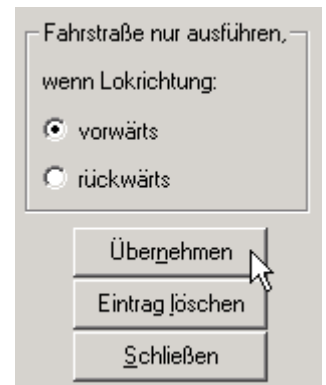 Fahrstraße nur ausführen,
wenn Lokrichtung:
vorwärts
rückwärts
Übernehmen
Eintrag löschen
Schließen